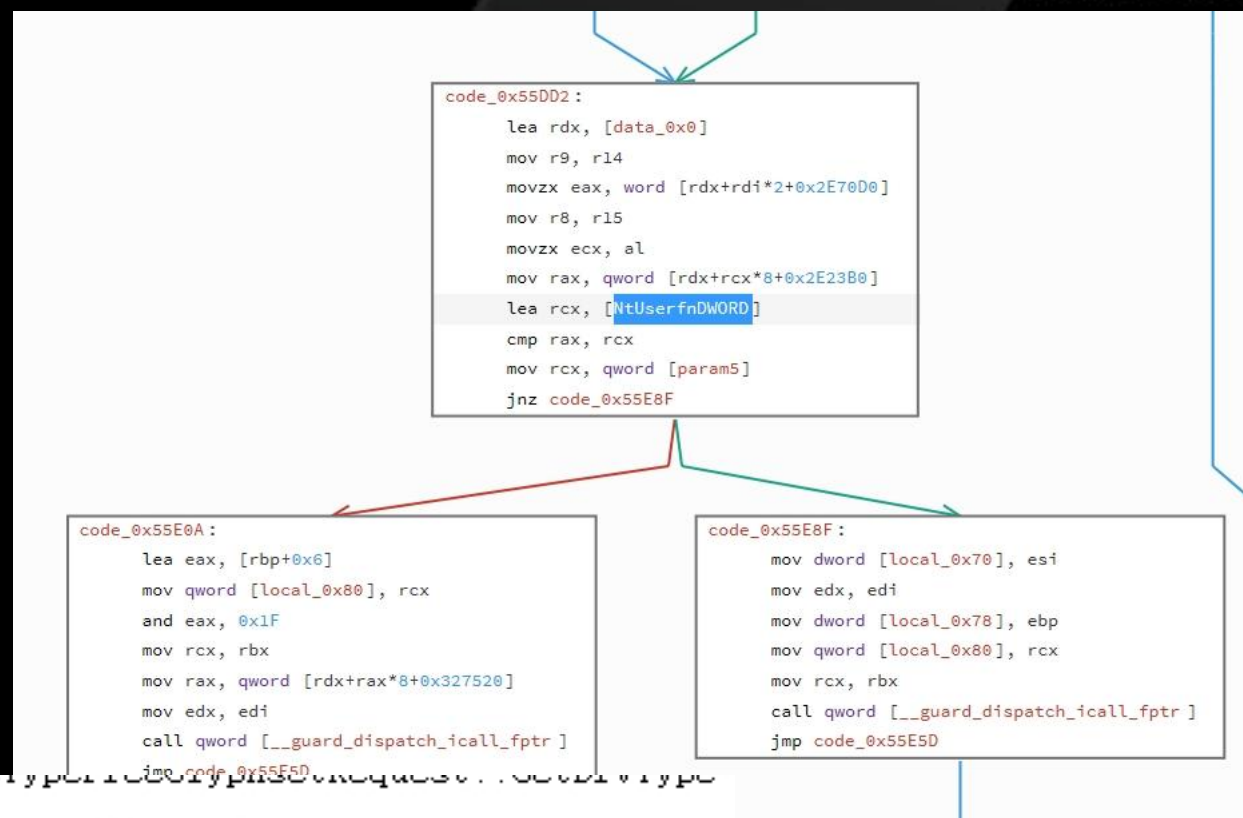 code_0x55DD2:
lea rdx, [data_0x0]
mov r9, r14
movzx eax, word [rdx+rdi*2+0x2E70D0]
mov r8, r15
movzx ecx, al
mov rax, qword [rdx+rcx*8+0x2E23B0]
lea rcx, [NtUserfnDWORD]
cmp rax, rcx
mov rcx, qword [param5]
jnz code_0x55E8F
code_0x55E0A:
lea eax, [rbp+0x6]
mov qword [local_0x80], rcx
and eax, 0x1F
mov rcx, rbx
mov rax, qword [rdx+rax*8+0x327520]
mov edx, edi
call qword [__guard_dispatch_icall_fptr ]
jmp code_0x55E5D
code_0x55E8F:
mov dword [local_0x70], esi
mov edx, edi
mov dword [local_0x78], ebp
mov qword [local_0x80], rcx
mov rcx, rbx
call qword [__guard_dispatch_icall_fptr ]
jmp code_0x55E5D